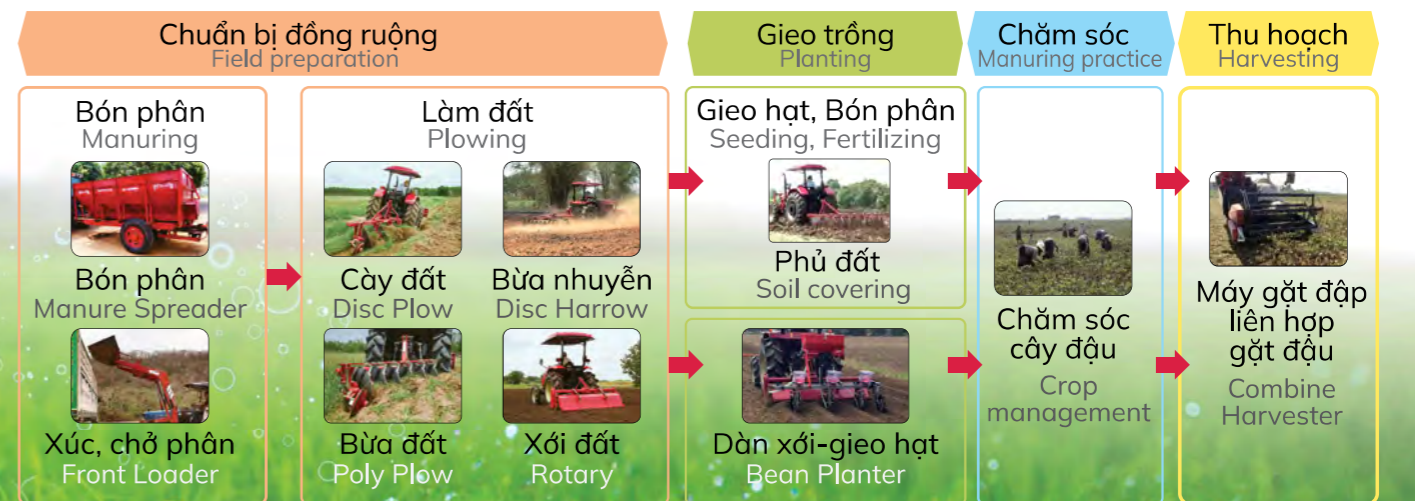 Chuẩn bị đồng ruộng
Field preparation
Gieo trồng
Planting
Chăm sóc
Manuring practice
Thu hoạch
Harvesting
Bón phân
Manuring
Bón phân
Manure Spreader
Xúc, chở phân
Front Loader
Làm đất
Plowing
Cày đất
Disc Plow
Bừa nhuyễn
Disc Harrow
Bừa đất
Poly Plow
Xới đất
Rotary
Gieo hạt, Bón phân
Seeding, Fertilizing
Phủ đất
Soil covering
Dàn xới-gieo hạt
Bean Planter
Chăm sóc
cây đậu
Crop
management
Máy gặt đập
liên hợp
gặt đậu
Combine
Harvester